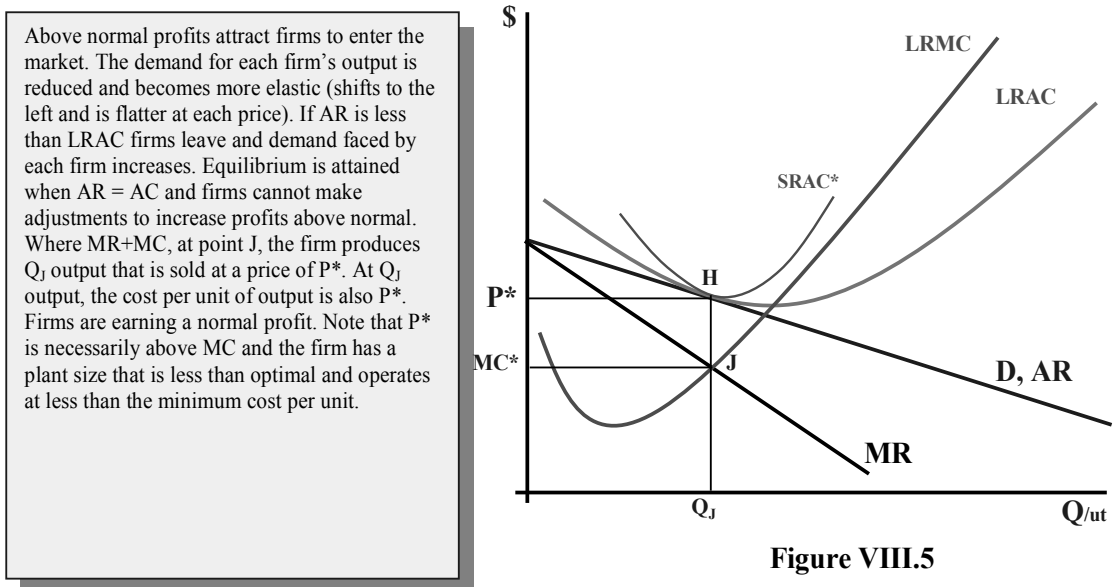 Above normal profits attract firms to enter the
market. The demand for each firm's output is
reduced and becomes more elastic (shifts to the
left and is flatter at each price). If AR is less
than LRAC firms leave and demand faced by
each firm increases. Equilibrium is attained
when AR = AC and firms cannot make
adjustments to increase profits above normal.
Where MR+MC, at point J, the firm produces
QJ output that is sold at a price of P*. At QJ
output, the cost per unit of output is also P*.
Firms are earning a normal profit. Note that P*
is necessarily above MC and the firm has a
plant size that is less than optimal and operates
at less than the minimum cost per unit.
$
LRMC
LRAC
SRAC*
H
P*
MC*
J
D, AR
MR
QJ
Q/ut
Figure VIII.5